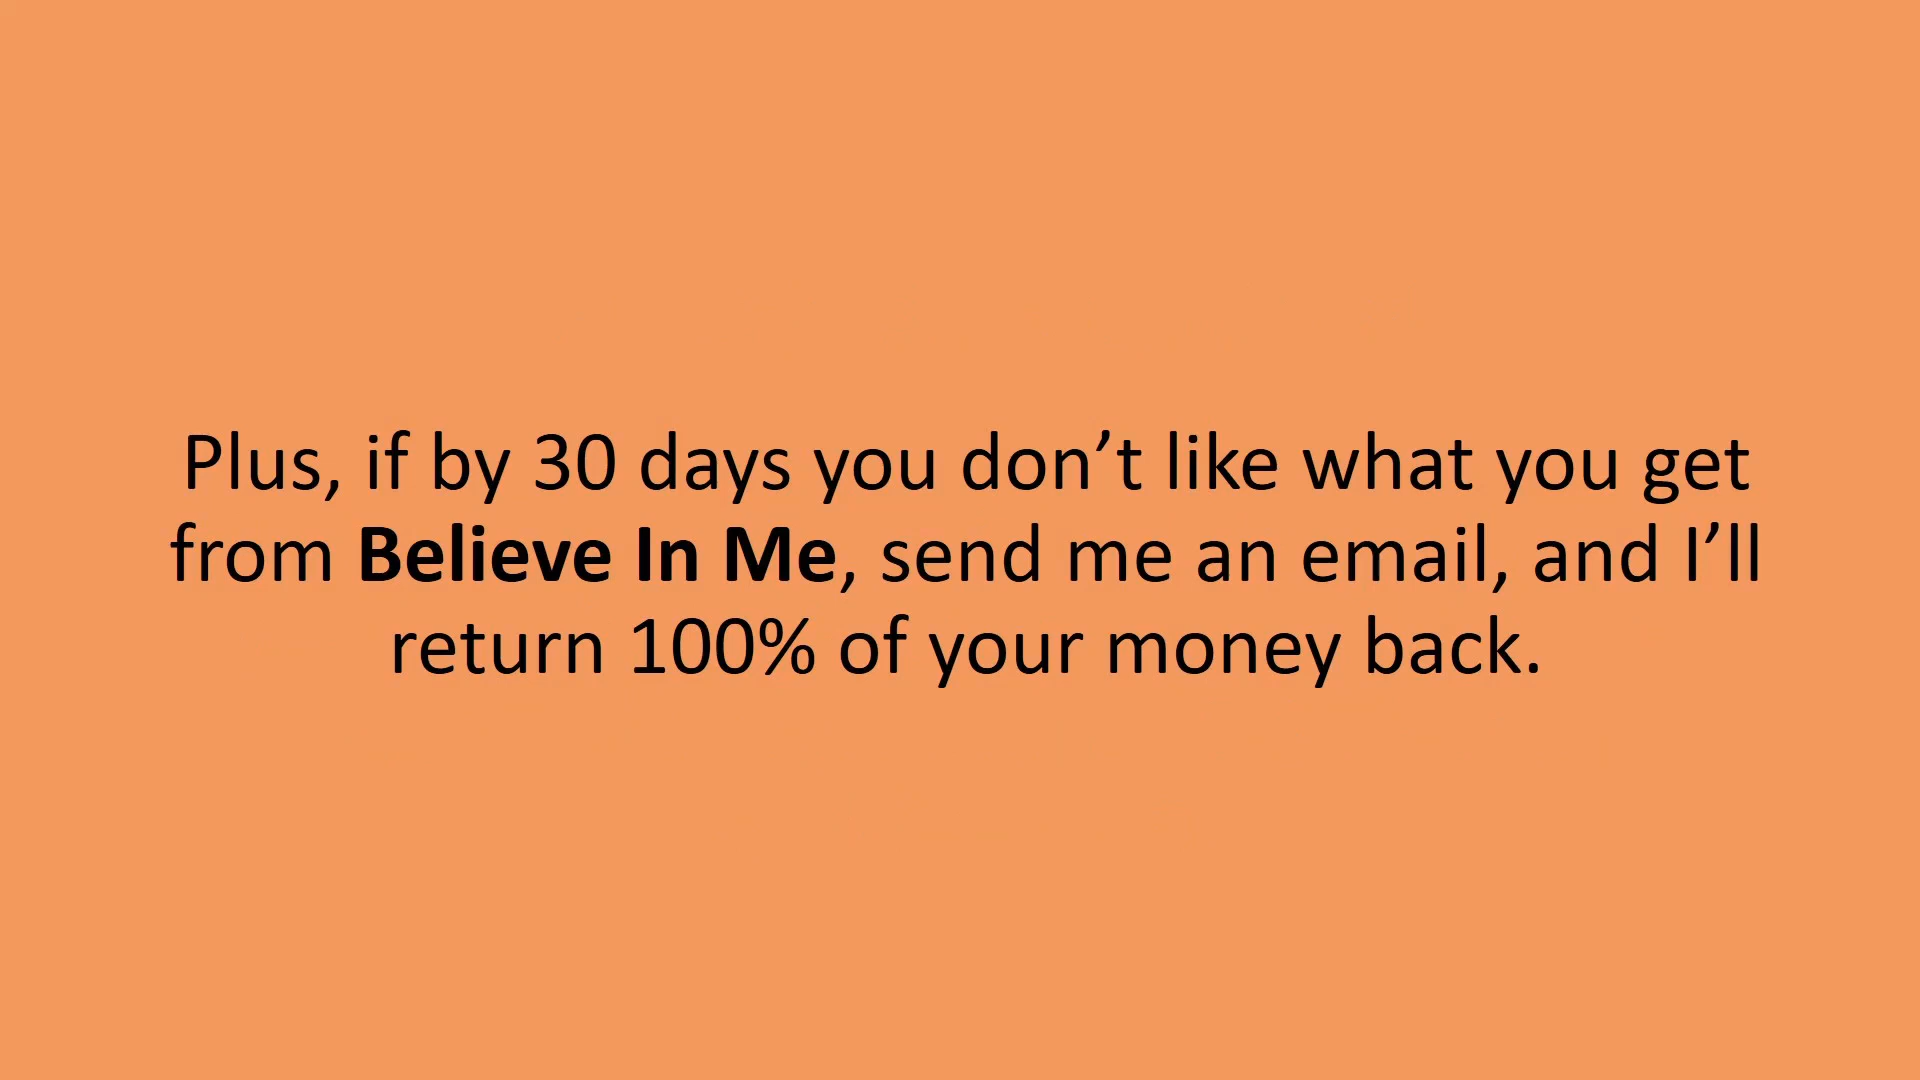 Plus, if by 30 days you don’t like what you get
from Believe In Me, send me an email, and I’ll
return 100% of your money back.